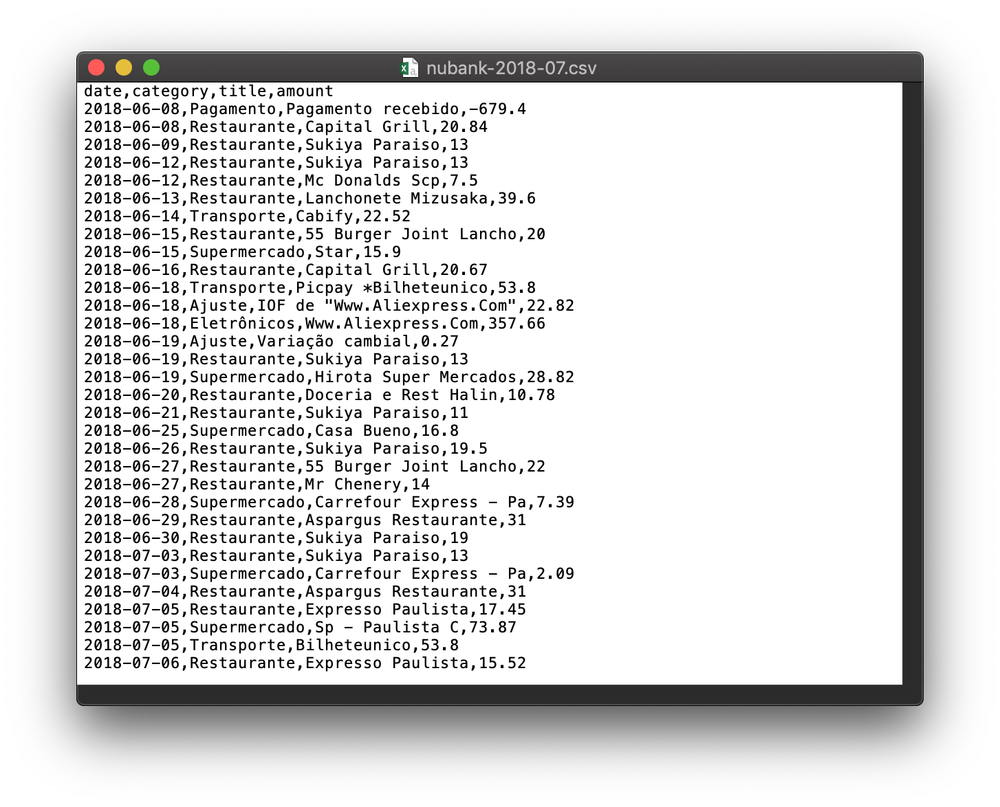 nubank-2018-07.csv
date,category,title,amount
2018-06-08,Pagamento,Pagamento recebido,-679.4
2018-06-08,Restaurante,Capital Grill,20.84
2018-06-09,Restaurante,Sukiya Paraiso,13
2018-06-12,Restaurante,Sukiya Paraiso,13
2018-06-12,Restaurante,Mc Donalds Scp,7.5
2018-06-13,Restaurante,Lanchonete Mizusaka,39.6
2018-06-14,Transporte,Cabify,22.52
2018-06-15,Restaurante,55 Burger Joint Lancho,20
2018-06-15,Supermercado,Star,15.9
2018-06-16,Restaurante,Capital Grill,20.67
2018-06-18,Transporte,Picpay *Bilheteunico,53.8
2018-06-18,Ajuste,IOF de "Www.Aliexpress.Com",22.82
2018-06-18,Eletrônicos,Www.Aliexpress.Com,357.66
2018-06-19,Ajuste,Variação cambial,0.27
2018-06-19,Restaurante,Sukiya Paraiso,13
2018-06-19,Supermercado,Hirota Super Mercados,28.82
2018-06-20,Restaurante,Doceria e Rest Halin,10.78
2018-06-21,Restaurante,Sukiya Paraiso,11
2018-06-25,Supermercado,Casa Bueno,16.8
2018-06-26,Restaurante,Sukiya Paraiso,19.5
2018-06-27,Restaurante,55 Burger Joint Lancho,22
2018-06-27,Restaurante,Mr Chenery,14
2018-06-28,Supermercado,Carrefour Express - Pa,7.39
2018-06-29,Restaurante,Aspargus Restaurante,31
2018-06-30,Restaurante,Sukiya Paraiso,19
2018-07-03,Restaurante,Sukiya Paraiso,13
2018-07-03,Supermercado,Carrefour Express - Pa,2.09
2018-07-04,Restaurante,Aspargus Restaurante,31
2018-07-05,Restaurante,Expresso Paulista,17.45
2018-07-05,Supermercado,Sp - Paulista C,73.87
2018-07-05,Transporte,Bilheteunico,53.8
2018-07-06,Restaurante,Expresso Paulista,15.52